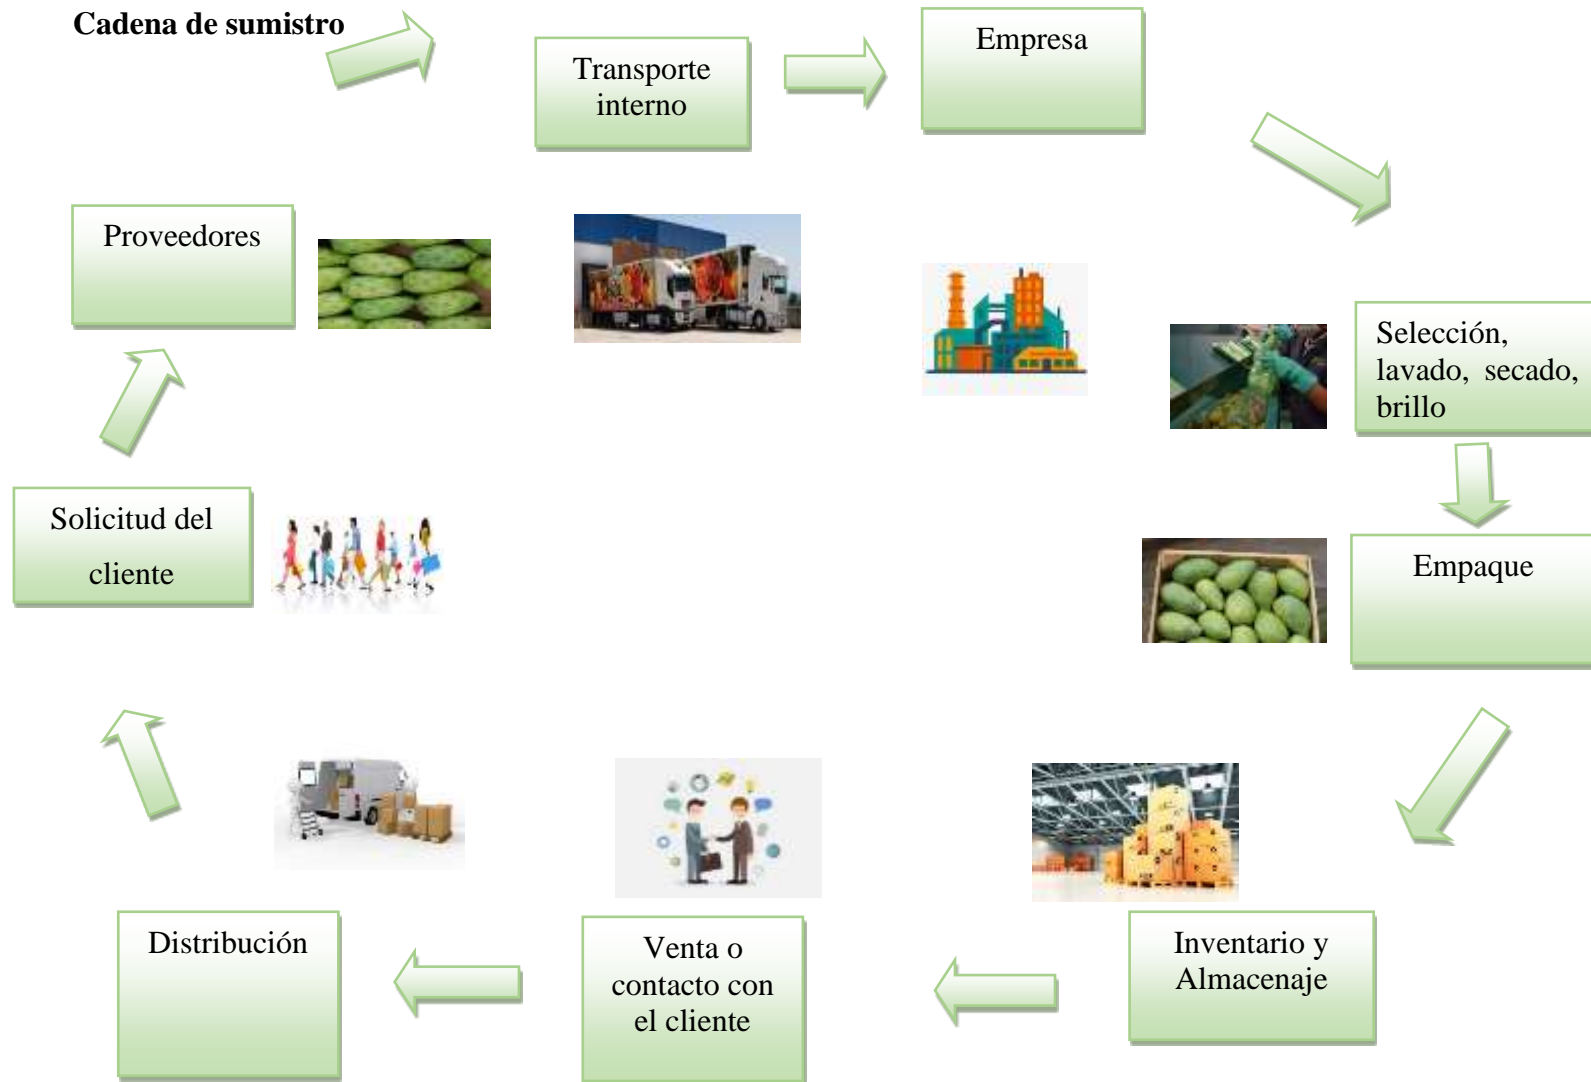 Cadena de sumistro
Transporte
interno
Empresa
Proveedores
Selección,
lavado, secado,
brillo
Solicitud del
cliente
Empaque
Distribución
Venta o
contacto con
el cliente
Inventario y
Almacenaje